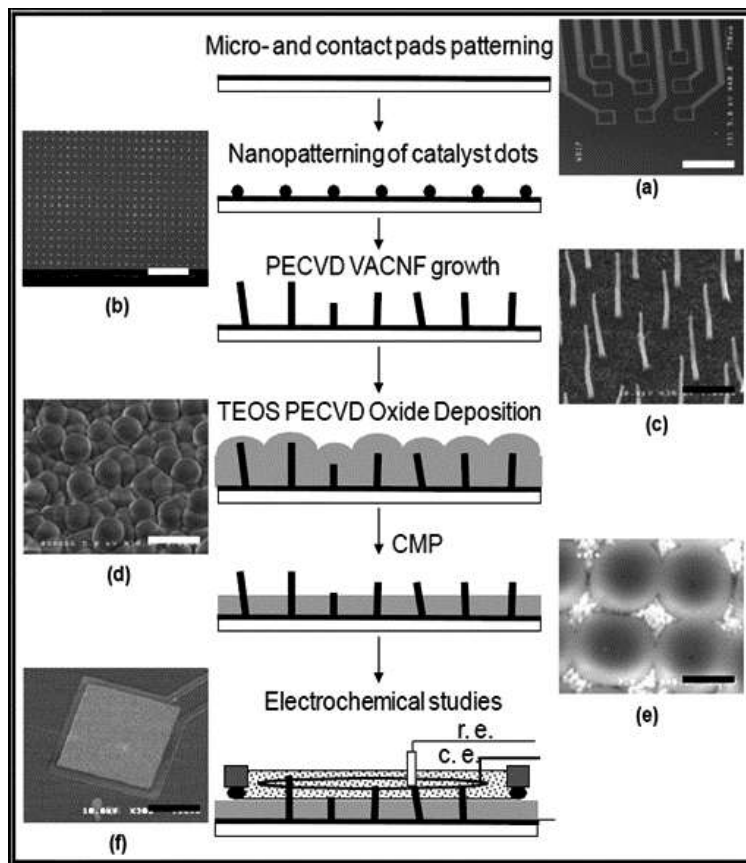 Micro- and contact pads patterning
(a)
Nanopatterning of catalyst dots
(b)
PECVD VACNF growth
(c)
TEOS PECVD Oxide Deposition
(d)
CMP
(e)
Electrochemical studies
r. e.
c. e.
(f)